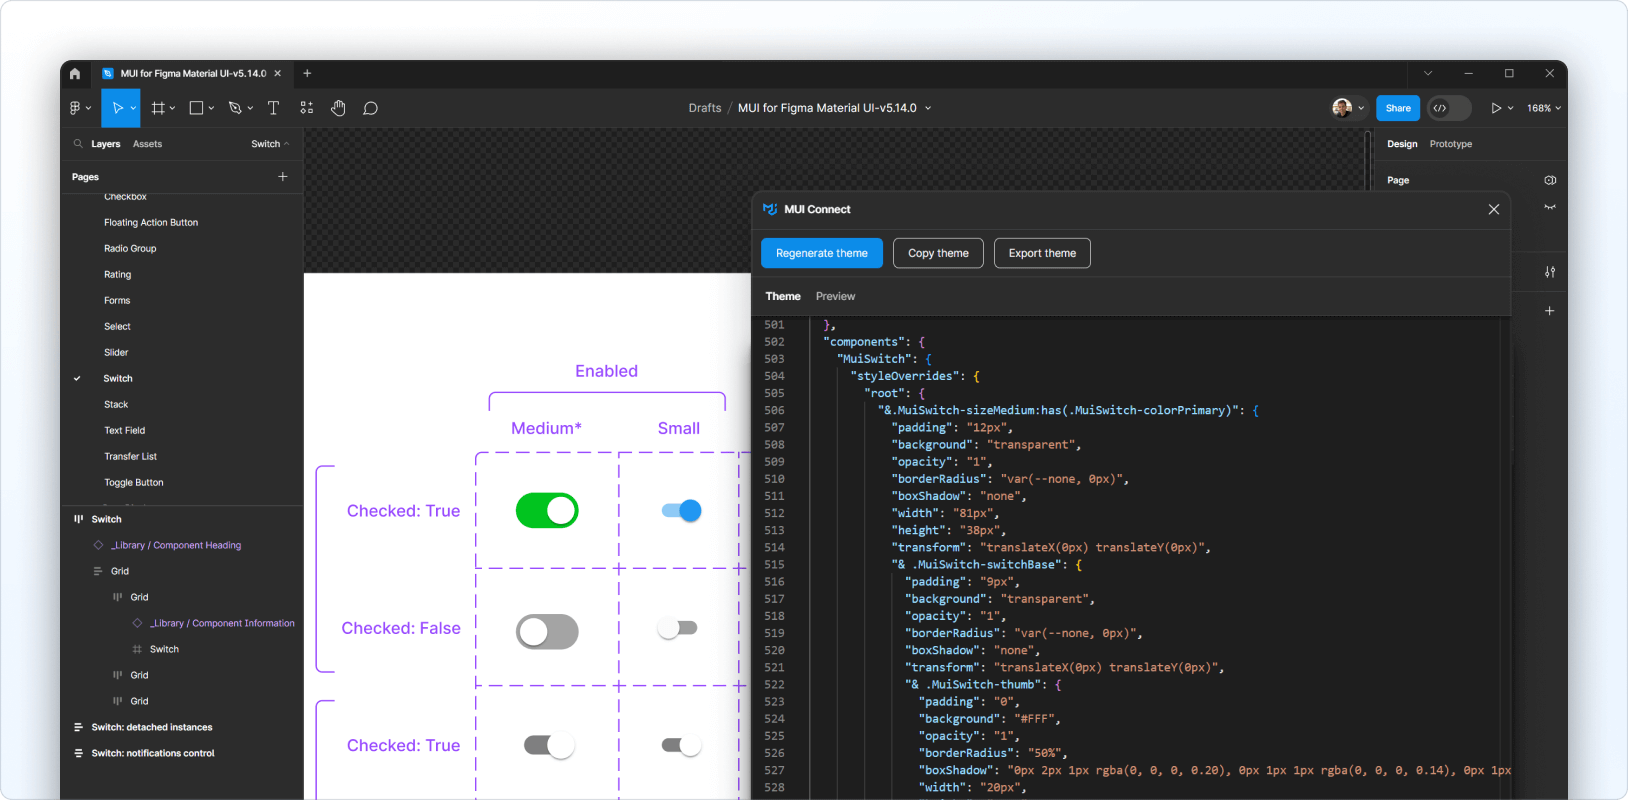 MUI for Figma Material UI-v5.14.0
Drafts / MUI for Figma Material UI-v5.14.0
Share
168%
Layers Assets Switch
Pages
Checkbox
Floating Action Button
Radio Group
Rating
Forms
Select
Slider
Switch
Stack
Text Field
Transfer List
Toggle Button
Switch
_Library / Component Heading
Grid
Grid
_Library / Component Information
Switch
Grid
Grid
Switch: detached instances
Switch: notifications control
Enabled
Medium* Small
Checked: True
Checked: False
Checked: True
Design Prototype
Page
MUI Connect
Regenerate theme Copy theme Export theme
Theme Preview
501 },
502 "components": {
503 "MuiSwitch": {
504 "styleOverrides": {
505 "root": {
506 "&.MuiSwitch-sizeMedium:has(.MuiSwitch-colorPrimary)": {
507 "padding": "12px",
508 "background": "transparent",
509 "opacity": "1",
510 "borderRadius": "var(--none, 0px)",
511 "boxShadow": "none",
512 "width": "81px",
513 "height": "38px",
514 "transform": "translateX(0px) translateY(0px)",
515 "& .MuiSwitch-switchBase": {
516 "padding": "9px",
517 "background": "transparent",
518 "opacity": "1",
519 "borderRadius": "var(--none, 0px)",
520 "boxShadow": "none",
521 "transform": "translateX(0px) translateY(0px)",
522 "& .MuiSwitch-thumb": {
523 "padding": "0",
524 "background": "#FFF",
525 "opacity": "1",
526 "borderRadius": "50%",
527 "boxShadow": "0px 2px 1px rgba(0, 0, 0, 0.20), 0px 1px 1px rgba(0, 0, 0, 0.14), 0px 1px
528 "width": "20px",